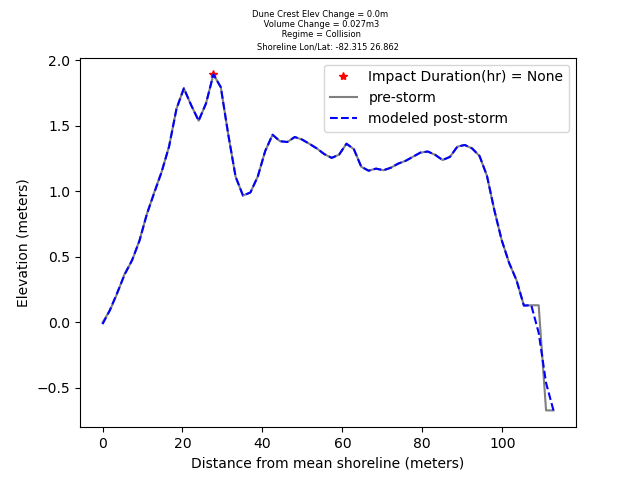 Dune Crest Elev Change = 0.0m
Volume Change = 0.027m3
Regime = Collision
Shoreline Lon/Lat: -82.315 26.862
Impact Duration(hr) = None
pre-storm
modeled post-storm
2.0
1.5
1.0
0.5
0.0
−0.5
Elevation (meters)
0
20
40
60
80
100
Distance from mean shoreline (meters)